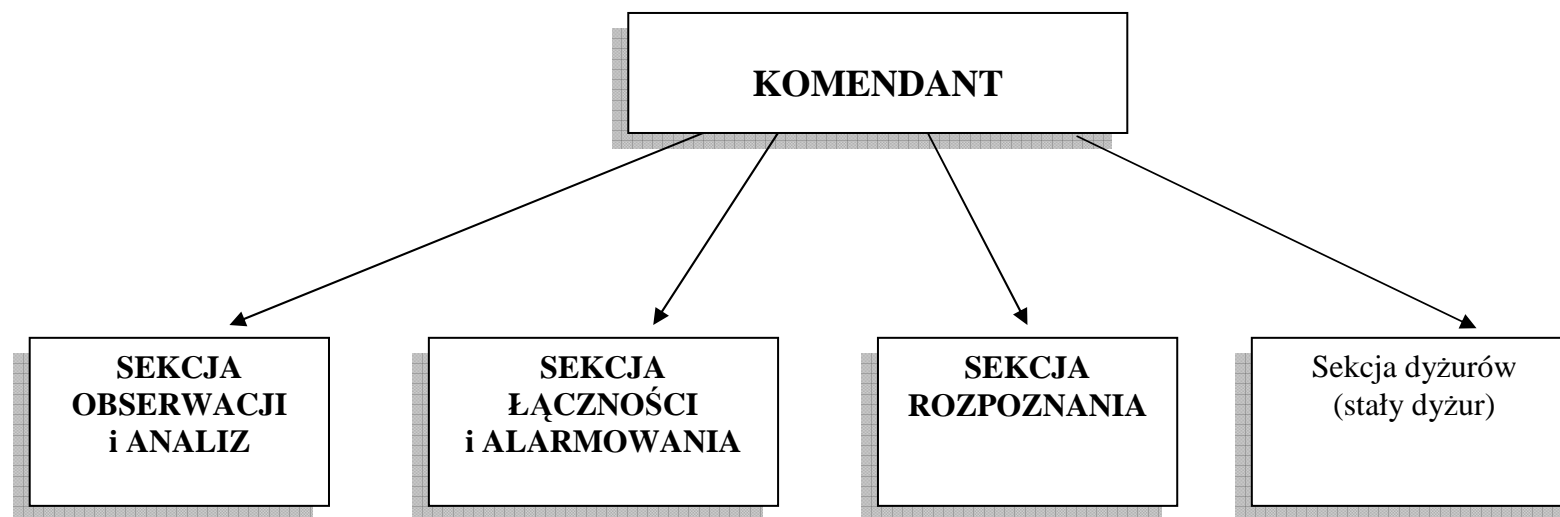 KOMENDANT
SEKCJA
OBSERWACJI
i ANALIZ
SEKCJA
ŁĄCZNOŚCI
i ALARMOWANIA
SEKCJA
ROZPOZNANIA
Sekcja dyżurów
(stały dyżur)